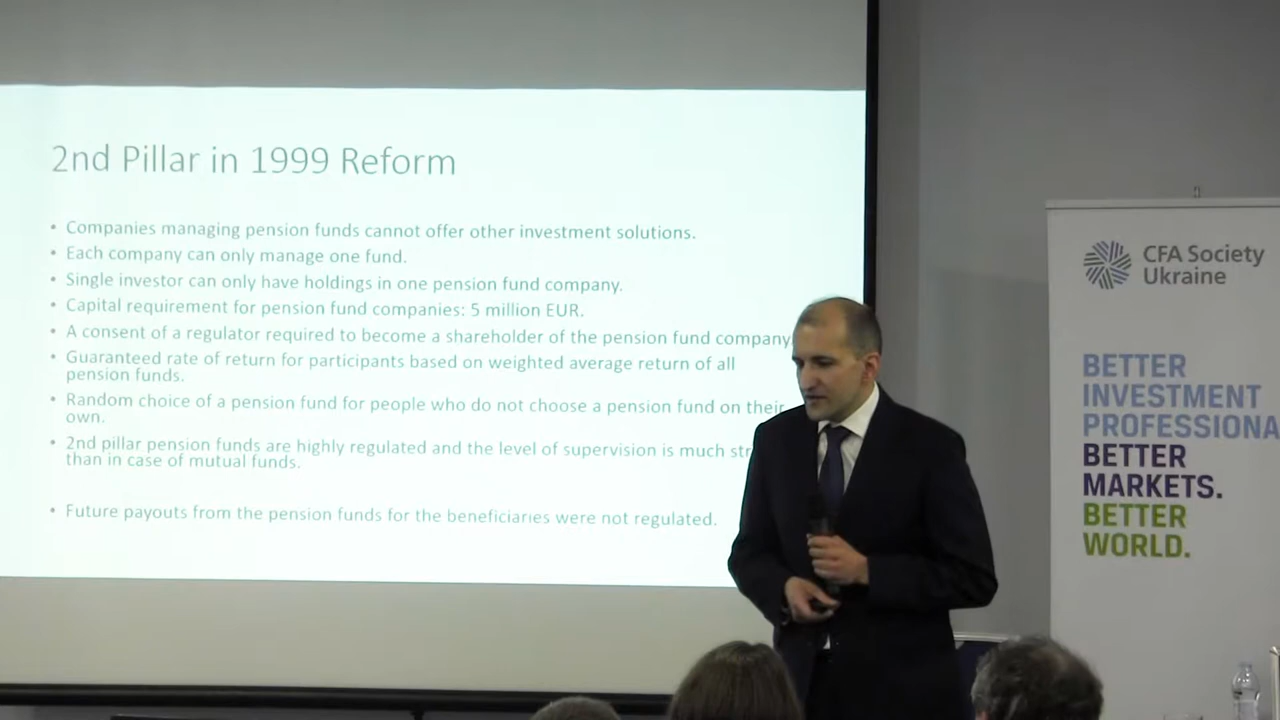 2nd Pillar in 1999 Reform
• Companies managing pension funds cannot offer other investment solutions.
• Each company can only manage one fund.
• Single investor can only have holdings in one pension fund company.
• Capital requirement for pension fund companies: 5 million EUR.
• A consent of a regulator required to become a shareholder of the pension fund company
• Guaranteed rate of return for participants based on weighted average return of all
pension funds.
• Random choice of a pension fund for people who do not choose a pension fund on their
own.
• 2nd pillar pension funds are highly regulated and the level of supervision is much
than in case of mutual funds.
• Future payouts from the pension funds for the beneficiaries were not regulated.
CFA Society
Ukraine
BETTER
INVESTMENT
PROFESSIONA
BETTER
MARKETS.
BETTER
WORLD.